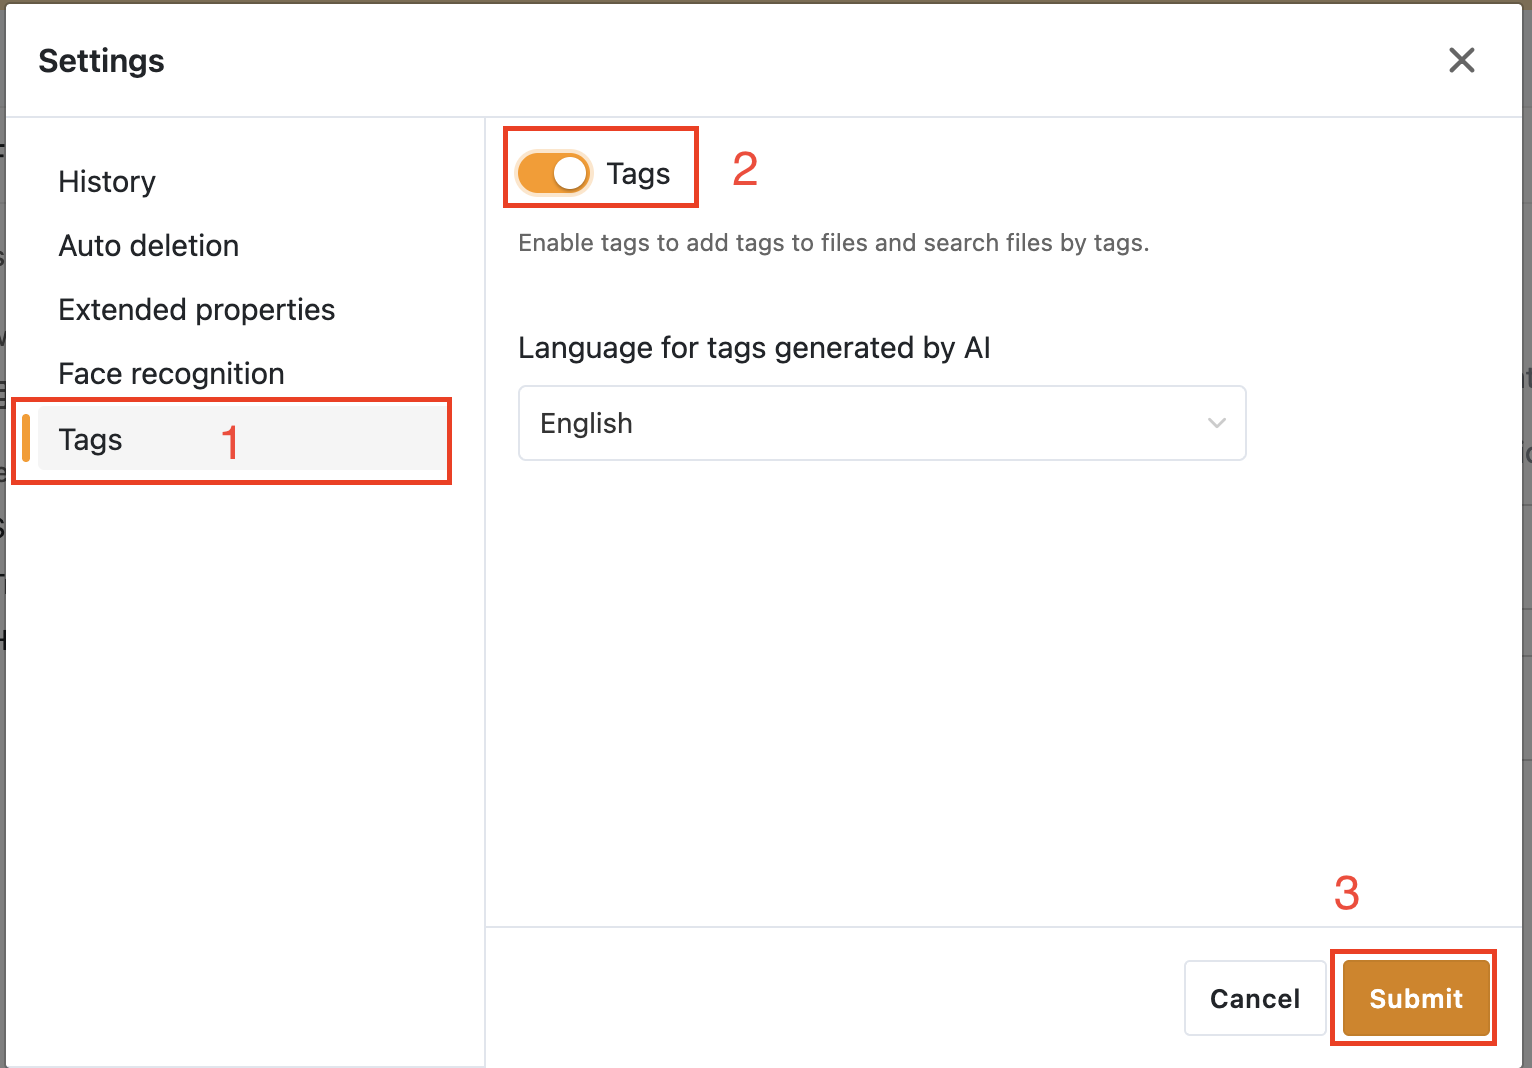 Settings
History
Auto deletion
Extended properties
Face recognition
Tags 1
Tags 2
Enable tags to add tags to files and search files by tags.
Language for tags generated by AI
English
3
Cancel
Submit